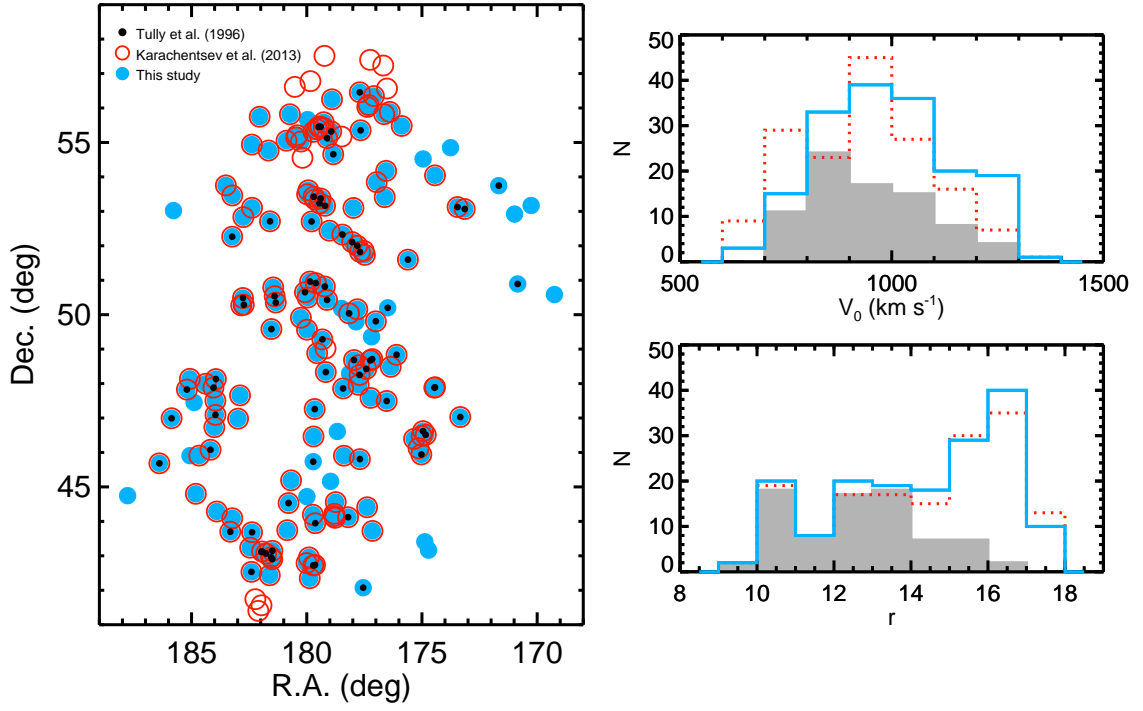 Tully et al. (1996)
Karachentsev et al. (2013)
This study
55
50
45
Dec. (deg)
185 180 175 170
R.A. (deg)
50
40
30
20
10
0
N
500 1000 1500
V0 (km s-1)
50
40
30
20
10
0
N
8 10 12 14 16 18
r